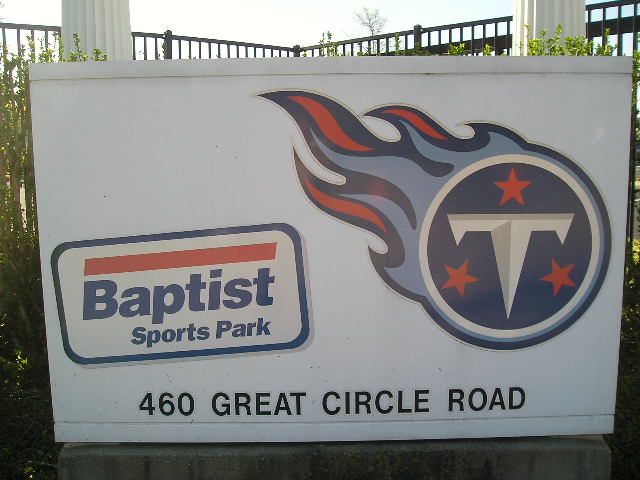 Baptist
Sports Park
T
460 GREAT CIRCLE ROAD